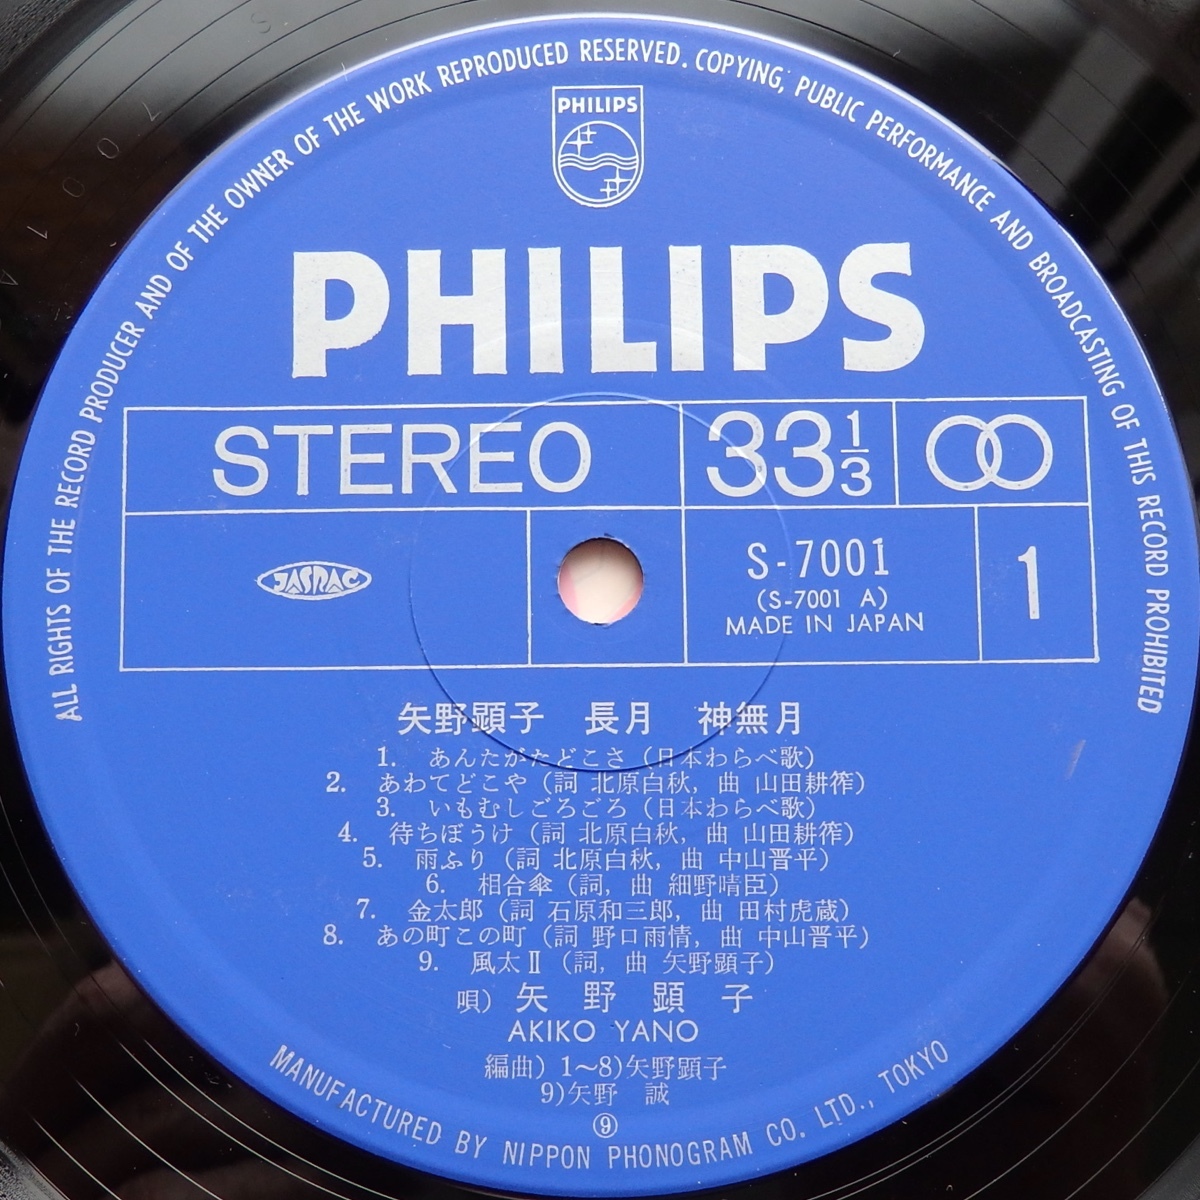 ALL RIGHTS OF THE RECORD PRODUCER AND OF THE OWNER OF THE WORK REPRODUCED RESERVED. COPYING, PUBLIC PERFORMANCE AND BROADCASTING OF THIS RECORD PROHIBITED
PHILIPS
PHILIPS
STEREO 33 1/3
JASRAC
S-7001
(S-7001 A)
MADE IN JAPAN
1
矢野顕子 長月 神無月
1. あんたがたどこさ (日本わらべ歌)
2. あわてどこや (詞 北原白秋, 曲 山田耕筰)
3. いもむしごろごろ (日本わらべ歌)
4. 待ちぼうけ (詞 北原白秋, 曲 山田耕筰)
5. 雨ふり (詞 北原白秋, 曲 中山晋平)
6. 相合傘 (詞, 曲 細野晴臣)
7. 金太郎 (詞 石原和三郎, 曲 田村虎蔵)
8. あの町この町 (詞 野口雨情, 曲 中山晋平)
9. 風太Ⅱ (詞, 曲 矢野顕子)
唄) 矢野顕子
AKIKO YANO
編曲) 1~8)矢野顕子
9)矢野 誠
⑨
MANUFACTURED BY NIPPON PHONOGRAM CO. LTD., TOKYO